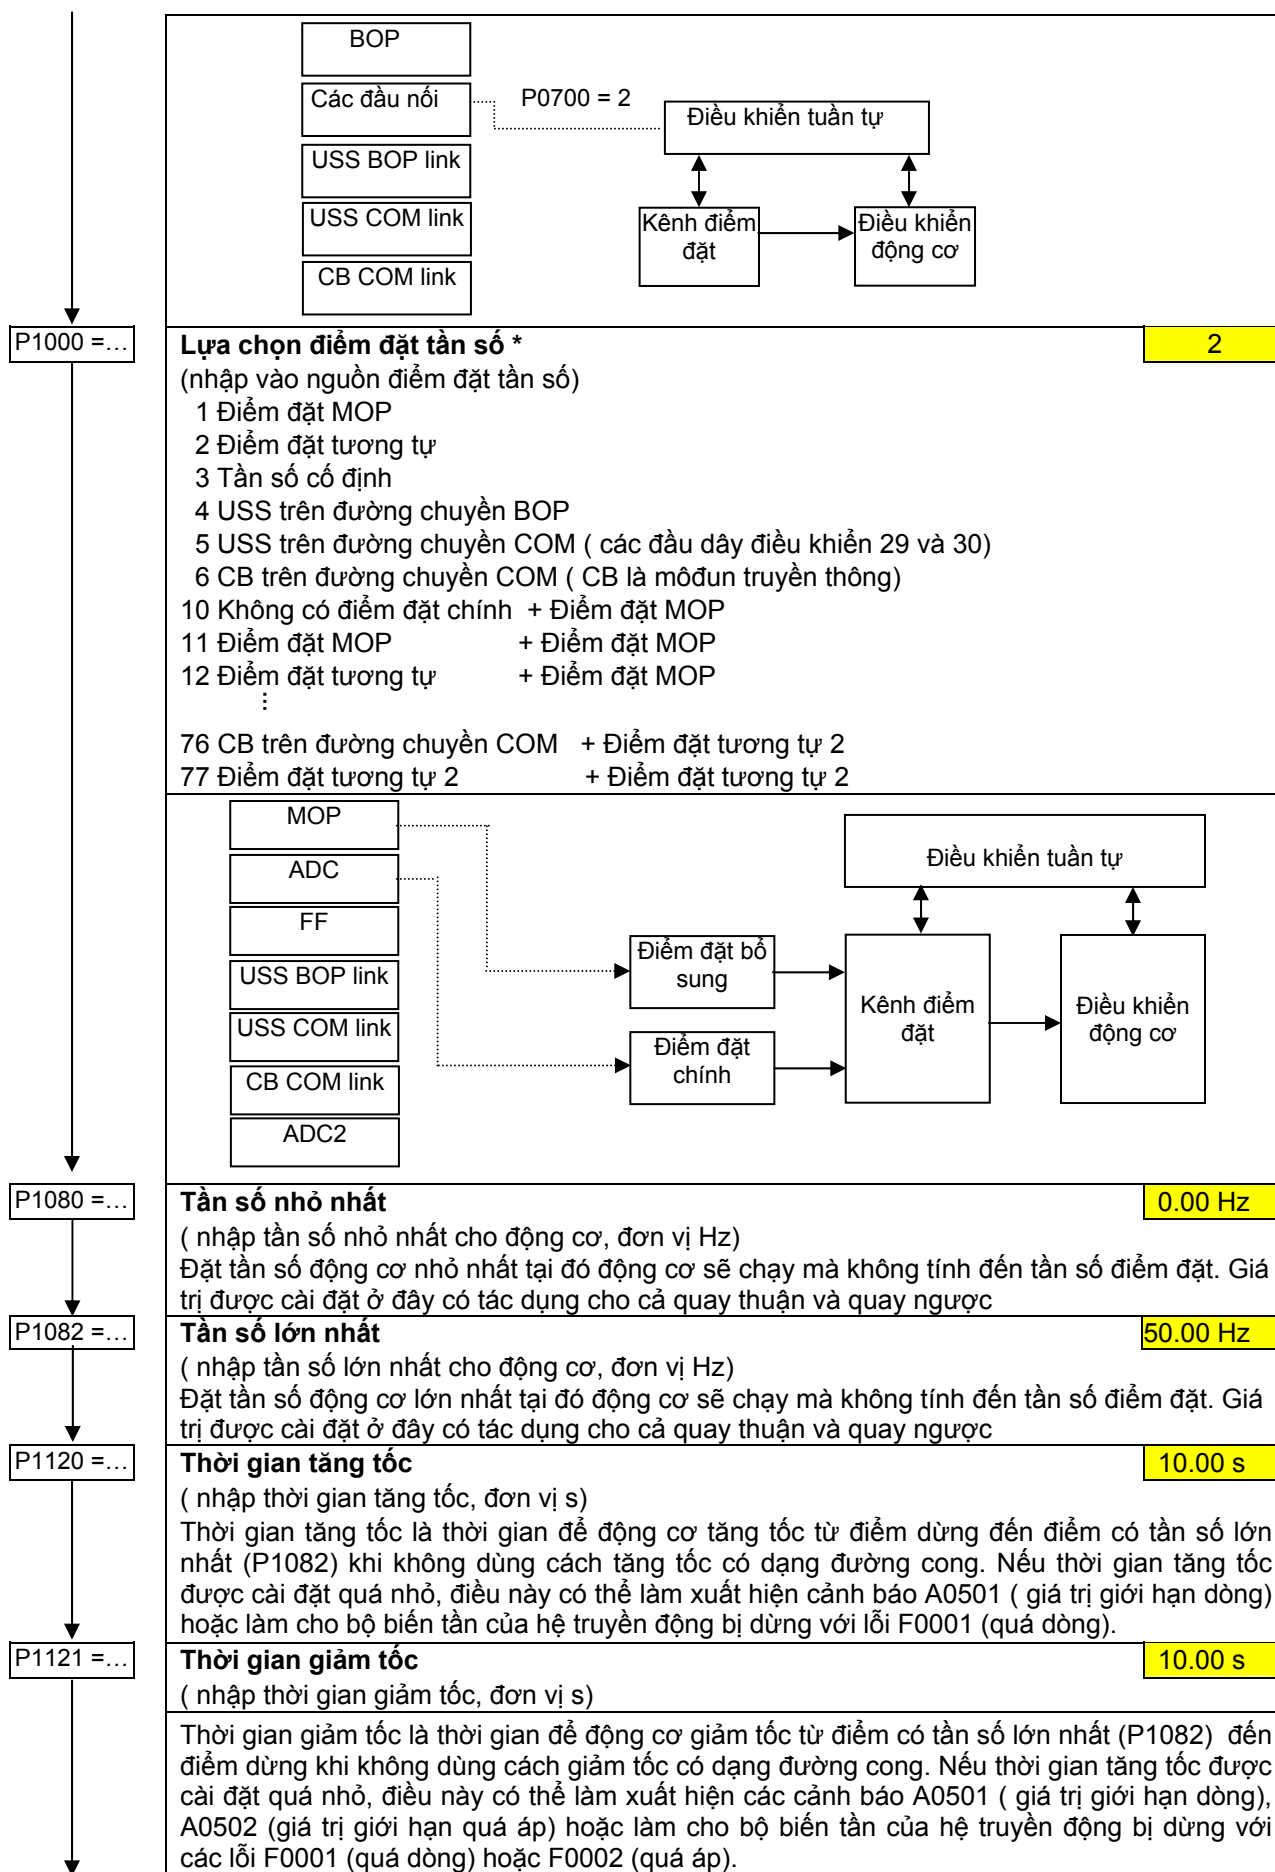 BOP
Các đầu nối
P0700 = 2
Điều khiển tuần tự
USS BOP link
USS COM link
Kênh điểm
đặt
Điều khiển
động cơ
CB COM link
P1000 =…
Lựa chọn điểm đặt tần số *
2
(nhập vào nguồn điểm đặt tần số)
1 Điểm đặt MOP
2 Điểm đặt tương tự
3 Tần số cố định
4 USS trên đường chuyền BOP
5 USS trên đường chuyền COM ( các đầu dây điều khiển 29 và 30)
6 CB trên đường chuyền COM ( CB là môđun truyền thông)
10 Không có điểm đặt chính + Điểm đặt MOP
11 Điểm đặt MOP + Điểm đặt MOP
12 Điểm đặt tương tự + Điểm đặt MOP
⋮
76 CB trên đường chuyền COM + Điểm đặt tương tự 2
77 Điểm đặt tương tự 2 + Điểm đặt tương tự 2
MOP
ADC
FF
USS BOP link
USS COM link
CB COM link
ADC2
Điểm đặt bổ
sung
Điểm đặt
chính
Điều khiển tuần tự
Kênh điểm
đặt
Điều khiển
động cơ
P1080 =…
Tần số nhỏ nhất
0.00 Hz
( nhập tần số nhỏ nhất cho động cơ, đơn vị Hz)
Đặt tần số động cơ nhỏ nhất tại đó động cơ sẽ chạy mà không tính đến tần số điểm đặt. Giá
trị được cài đặt ở đây có tác dụng cho cả quay thuận và quay ngược
P1082 =…
Tần số lớn nhất
50.00 Hz
( nhập tần số lớn nhất cho động cơ, đơn vị Hz)
Đặt tần số động cơ lớn nhất tại đó động cơ sẽ chạy mà không tính đến tần số điểm đặt. Giá
trị được cài đặt ở đây có tác dụng cho cả quay thuận và quay ngược
P1120 =…
Thời gian tăng tốc
10.00 s
( nhập thời gian tăng tốc, đơn vị s)
Thời gian tăng tốc là thời gian để động cơ tăng tốc từ điểm dừng đến điểm có tần số lớn
nhất (P1082) khi không dùng cách tăng tốc có dạng đường cong. Nếu thời gian tăng tốc
được cài đặt quá nhỏ, điều này có thể làm xuất hiện cảnh báo A0501 ( giá trị giới hạn dòng)
hoặc làm cho bộ biến tần của hệ truyền động bị dừng với lỗi F0001 (quá dòng).
P1121 =…
Thời gian giảm tốc
10.00 s
( nhập thời gian giảm tốc, đơn vị s)
Thời gian giảm tốc là thời gian để động cơ giảm tốc từ điểm có tần số lớn nhất (P1082) đến
điểm dừng khi không dùng cách giảm tốc có dạng đường cong. Nếu thời gian tăng tốc được
cài đặt quá nhỏ, điều này có thể làm xuất hiện các cảnh báo A0501 ( giá trị giới hạn dòng),
A0502 (giá trị giới hạn quá áp) hoặc làm cho bộ biến tần của hệ truyền động bị dừng với
các lỗi F0001 (quá dòng) hoặc F0002 (quá áp).